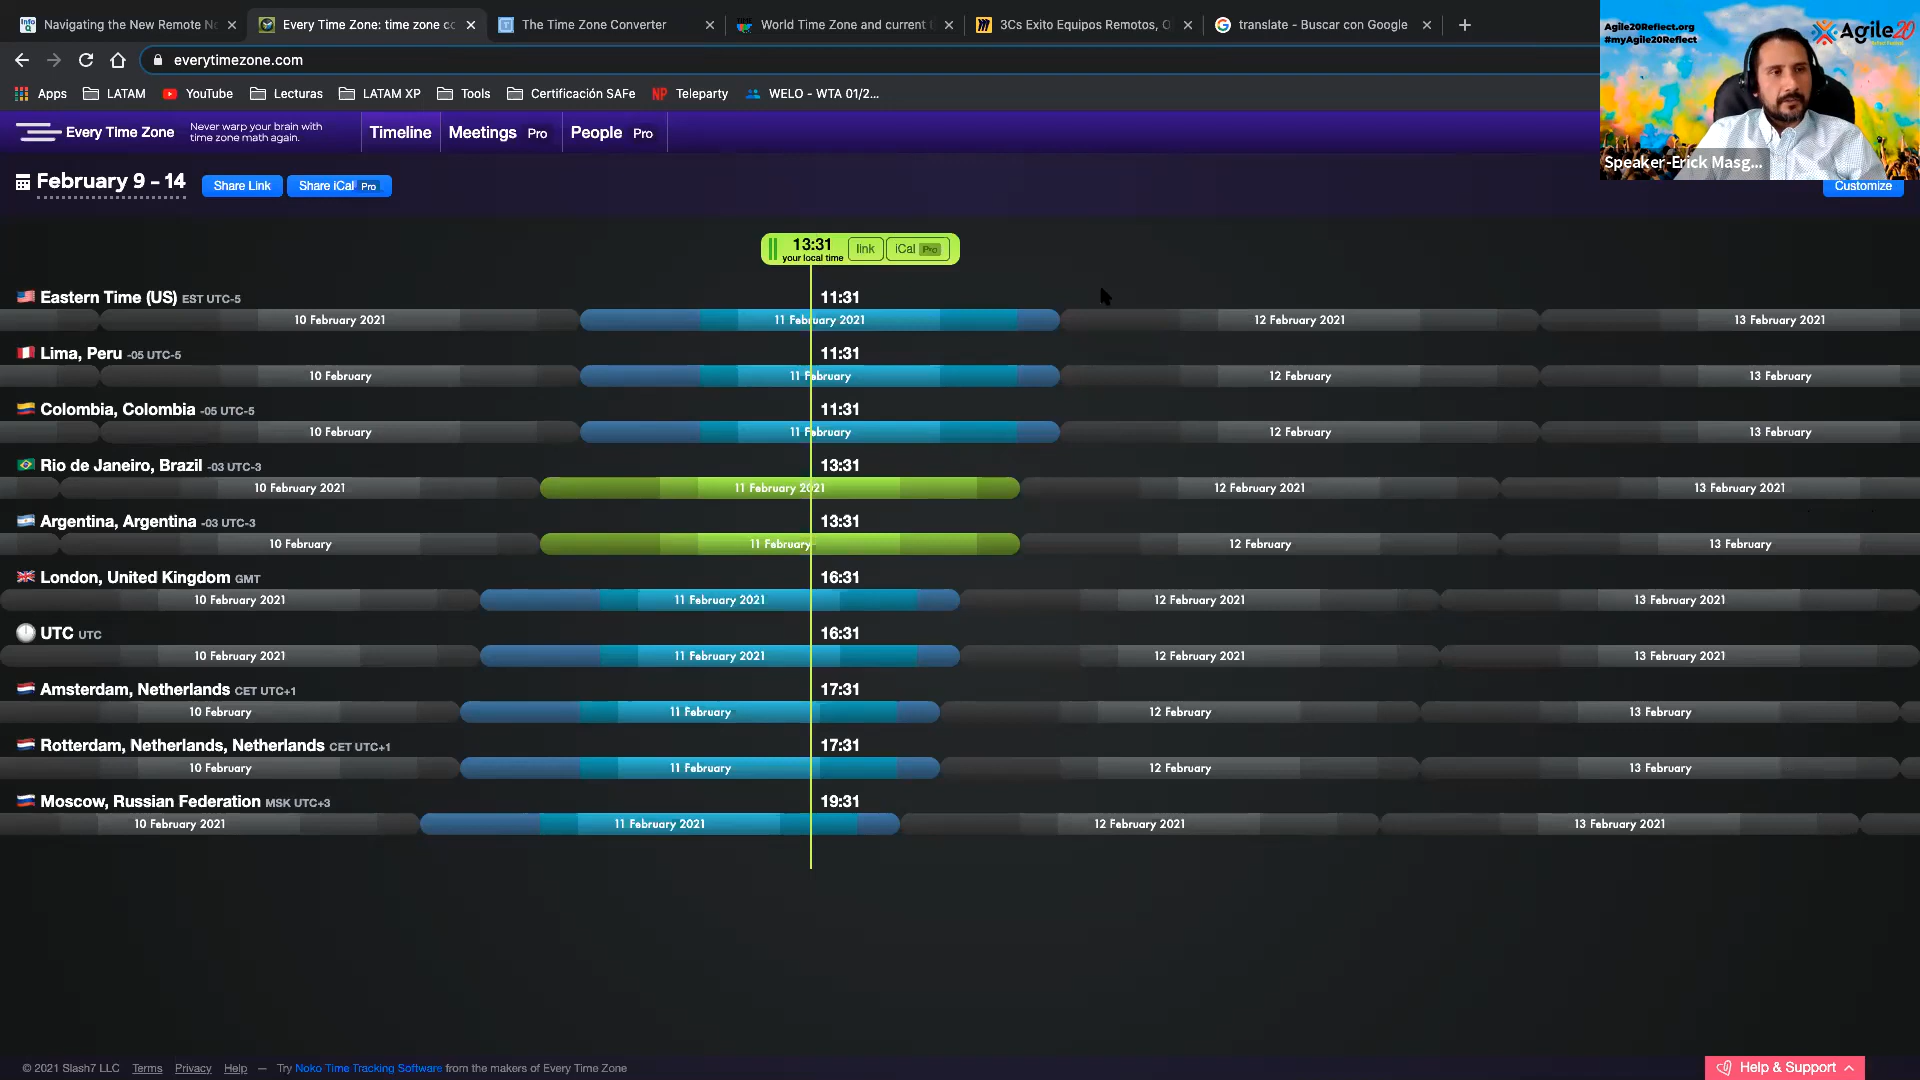 Navigating the New Remote No
Every Time Zone: time zone co
The Time Zone Converter
World Time Zone and current t
3Cs Exito Equipos Remotos, O
translate - Buscar con Google
everytimezone.com
Apps
LATAM
YouTube
Lecturas
LATAM XP
Tools
Certificación SAFe
NP Teleparty
WELO - WTA 01/2...
Agile20Reflect.org
#myAgile20Reflect
Agile20
Speaker-Erick Masg...
Every Time Zone
Never warp your brain with
time zone math again.
Timeline
Meetings Pro
People Pro
February 9 – 14
Share Link
Share iCal Pro
Customize
13:31
your local time
link
iCal Pro
Eastern Time (US) EST UTC-5 11:31
10 February 2021 11 February 2021 12 February 2021 13 February 2021
Lima, Peru -05 UTC-5 11:31
10 February 11 February 12 February 13 February
Colombia, Colombia -05 UTC-5 11:31
10 February 11 February 12 February 13 February
Rio de Janeiro, Brazil -03 UTC-3 13:31
10 February 2021 11 February 2021 12 February 2021 13 February 2021
Argentina, Argentina -03 UTC-3 13:31
10 February 11 February 12 February 13 February
London, United Kingdom GMT 16:31
10 February 2021 11 February 2021 12 February 2021 13 February 2021
UTC UTC 16:31
10 February 2021 11 February 2021 12 February 2021 13 February 2021
Amsterdam, Netherlands CET UTC+1 17:31
10 February 11 February 12 February 13 February
Rotterdam, Netherlands, Netherlands CET UTC+1 17:31
10 February 11 February 12 February 13 February
Moscow, Russian Federation MSK UTC+3 19:31
10 February 2021 11 February 2021 12 February 2021 13 February 2021
© 2021 Slash7 LLC Terms Privacy Help — Try Noko Time Tracking Software from the makers of Every Time Zone
Help & Support